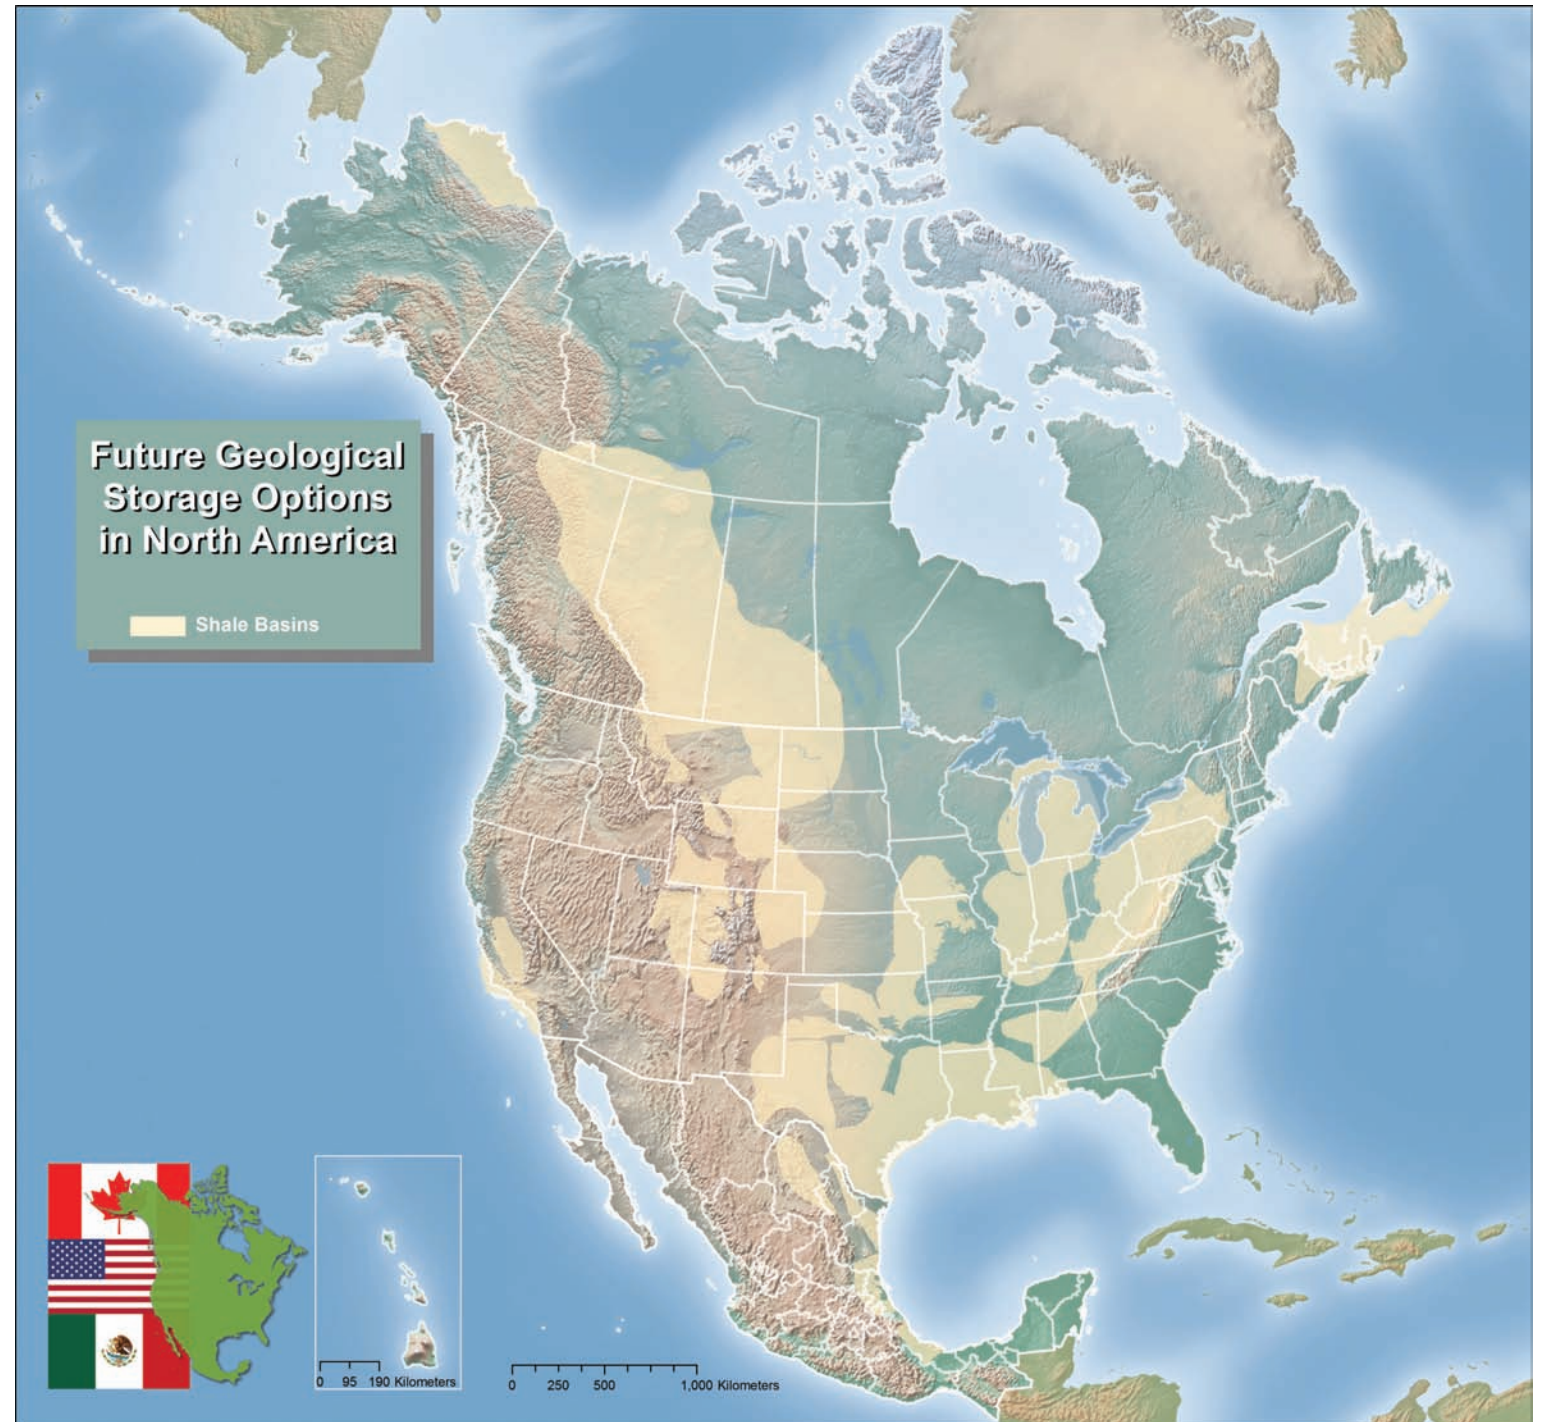 Future Geological
Storage Options
in North America
Shale Basins
0 95 190 Kilometers
0 250 500 1,000 Kilometers